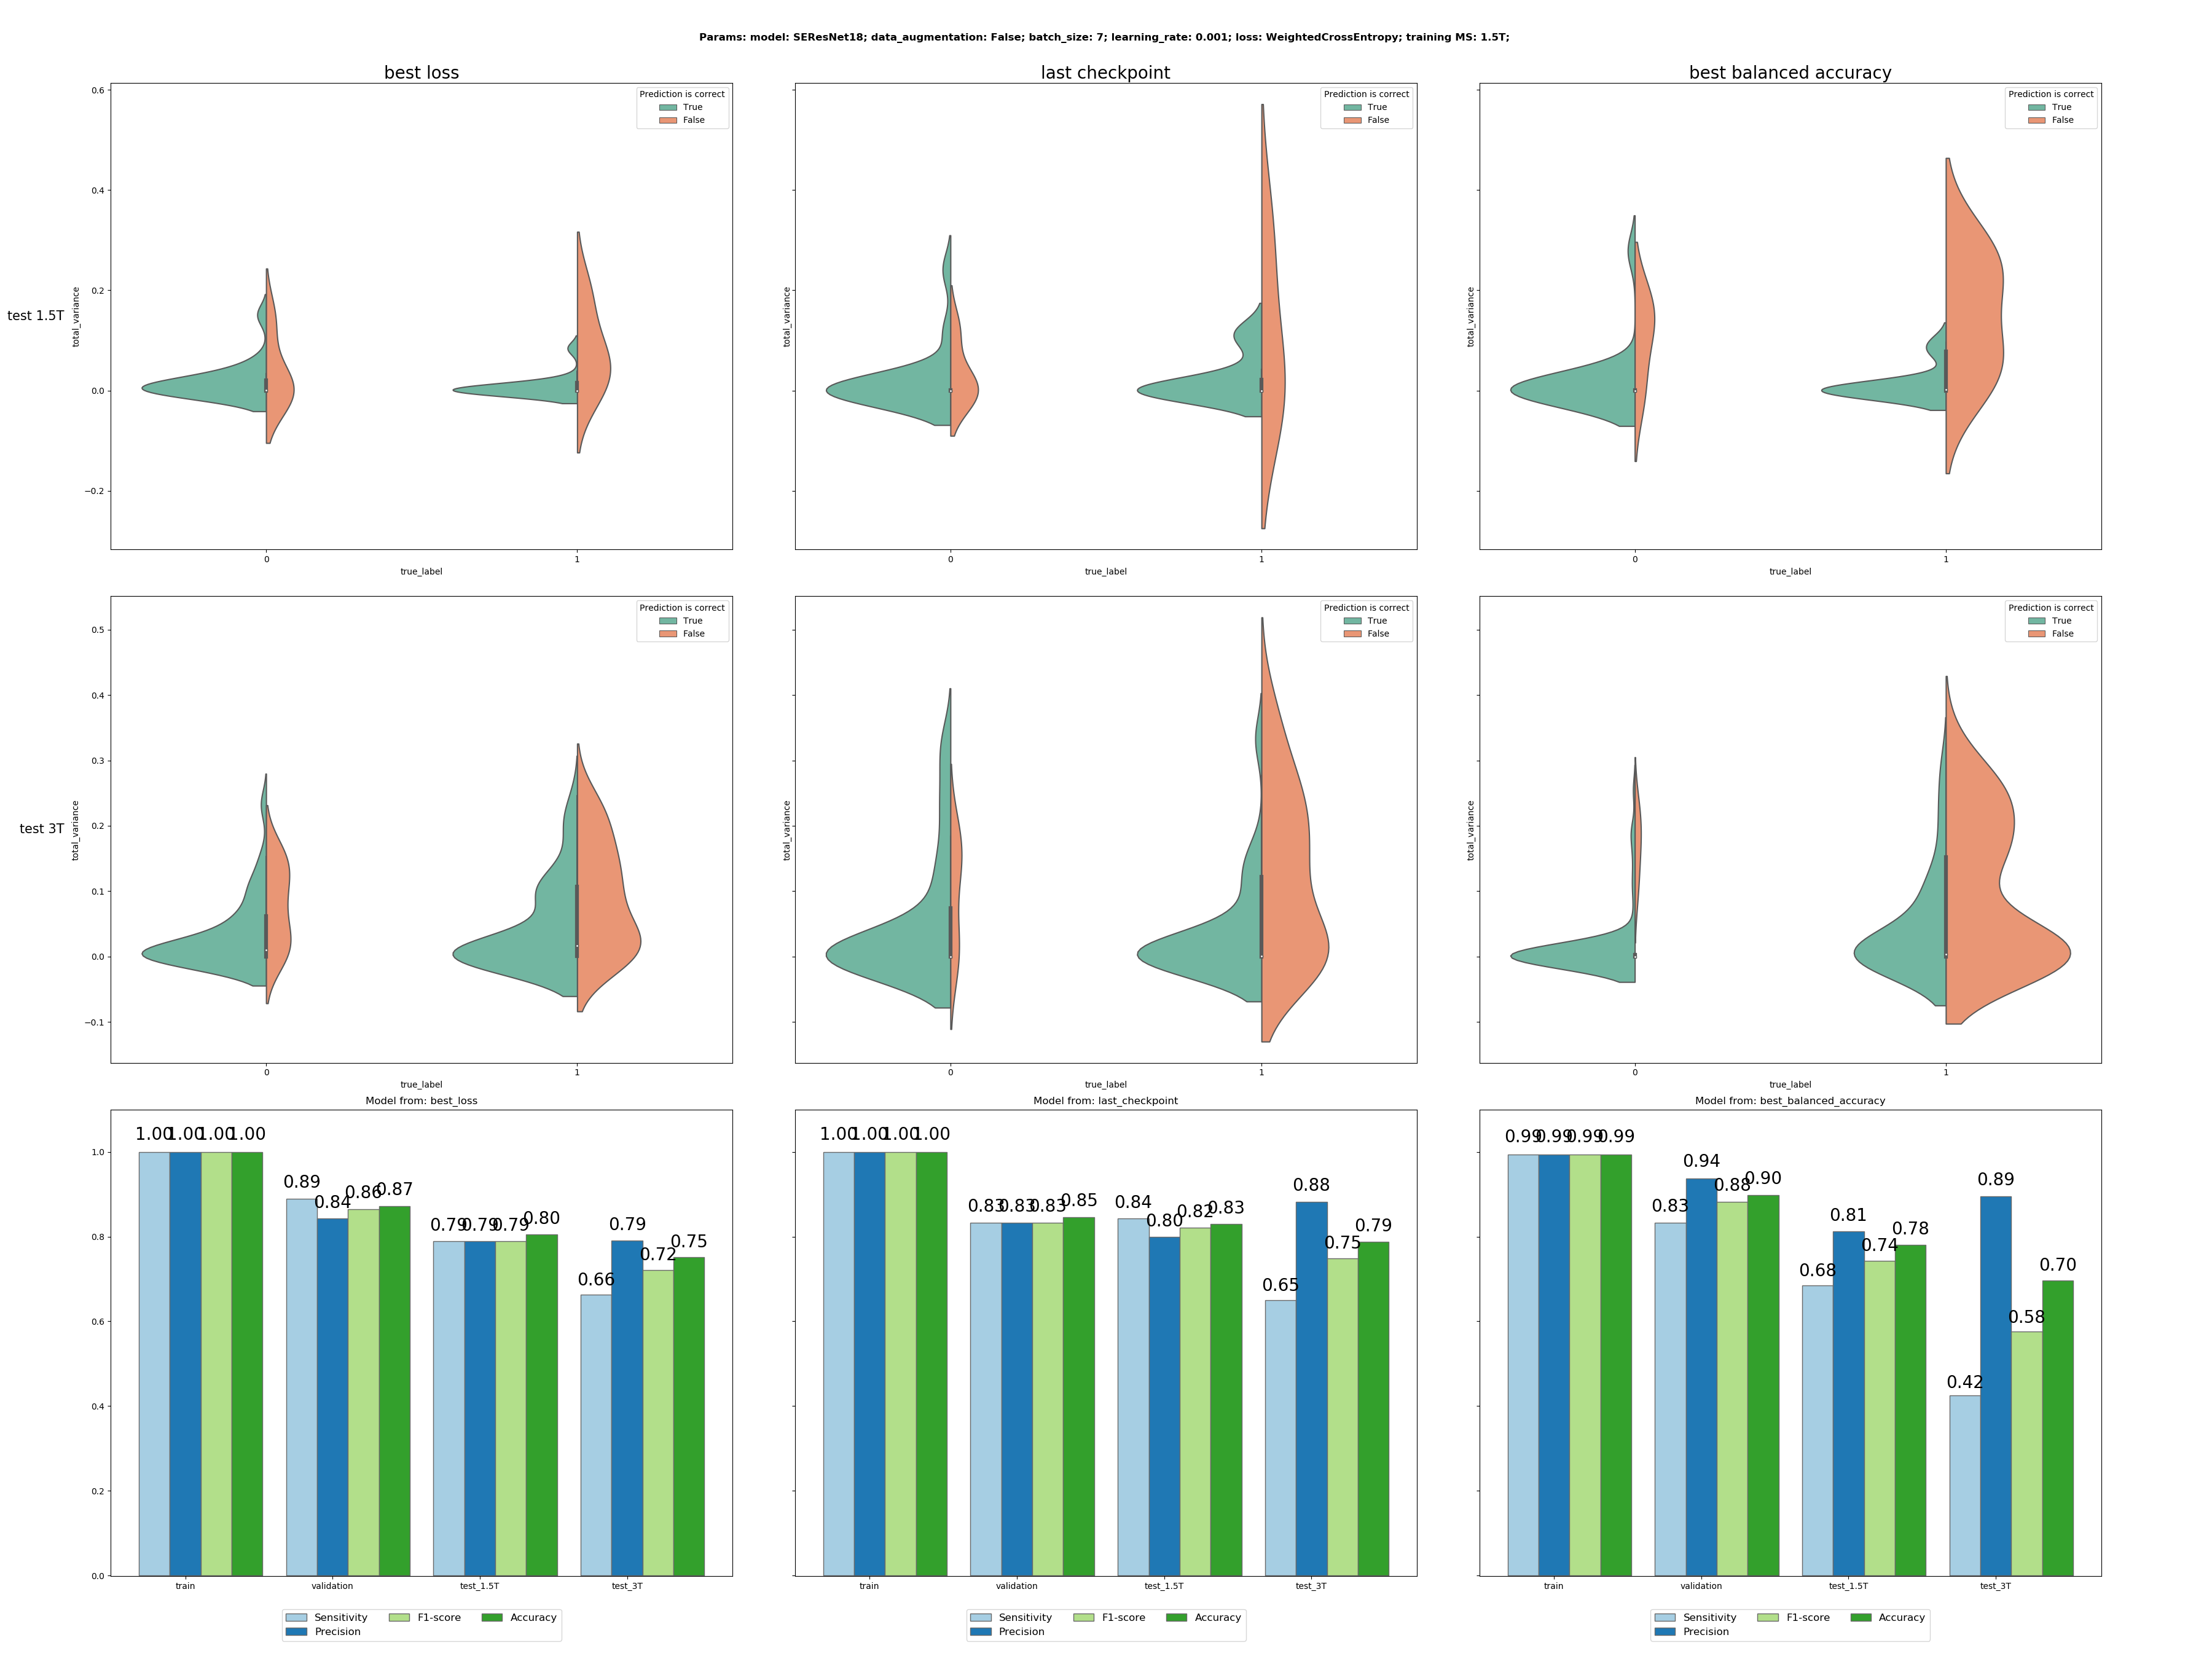 Params: model: SEResNet18; data_augmentation: False; batch_size: 7; learning_rate: 0.001; loss: WeightedCrossEntropy; training MS: 1.5T;
best loss
last checkpoint
best balanced accuracy
test 1.5T
total_variance
0.6
0.4
0.2
0.0
−0.2
Prediction is correct
True
False
0
1
true_label
total_variance
Prediction is correct
True
False
0
1
true_label
total_variance
Prediction is correct
True
False
0
1
true_label
test 3T
total_variance
0.5
0.4
0.3
0.2
0.1
0.0
−0.1
Prediction is correct
True
False
0
1
true_label
total_variance
Prediction is correct
True
False
0
1
true_label
total_variance
Prediction is correct
True
False
0
1
true_label
Model from: best_loss
1.0
0.8
0.6
0.4
0.2
0.0
1.00 1.00 1.00 1.00
0.89 0.84 0.86 0.87
0.79 0.79 0.79 0.80
0.66 0.79 0.72 0.75
train validation test_1.5T test_3T
Sensitivity F1-score Accuracy
Precision
Model from: last_checkpoint
1.00 1.00 1.00 1.00
0.83 0.83 0.83 0.85
0.84 0.80 0.82 0.83
0.65 0.88 0.75 0.79
train validation test_1.5T test_3T
Sensitivity F1-score Accuracy
Precision
Model from: best_balanced_accuracy
0.99 0.99 0.99 0.99
0.83 0.94 0.88 0.90
0.68 0.81 0.74 0.78
0.42 0.89 0.58 0.70
train validation test_1.5T test_3T
Sensitivity F1-score Accuracy
Precision